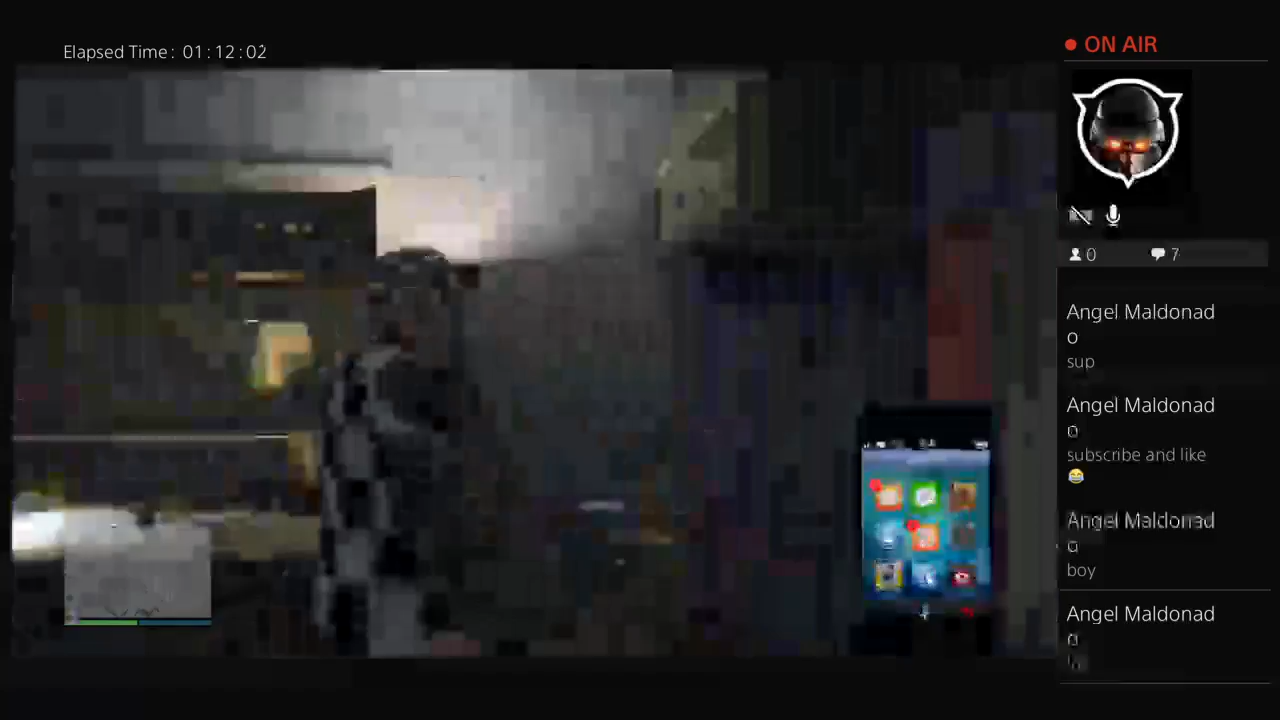 Elapsed Time: 01:12:02
ON AIR
0
7
Angel Maldonad
o
sup
Angel Maldonad
o
subscribe and like
😂
Angel Maldonad
o
boy
Angel Maldonad
o